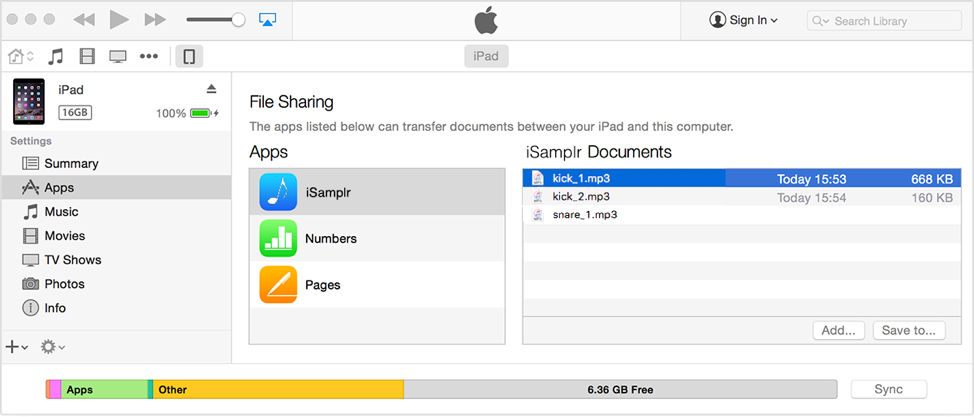 Sign In
Search Library
iPad
iPad
16GB
100%
Settings
Summary
Apps
Music
Movies
TV Shows
Photos
Info
File Sharing
The apps listed below can transfer documents between your iPad and this computer.
Apps
iSamplr
Numbers
Pages
iSamplr Documents
kick_1.mp3 Today 15:53 668 KB
kick_2.mp3 Today 15:54 160 KB
snare_1.mp3
Add... Save to...
Apps Other 6.36 GB Free Sync